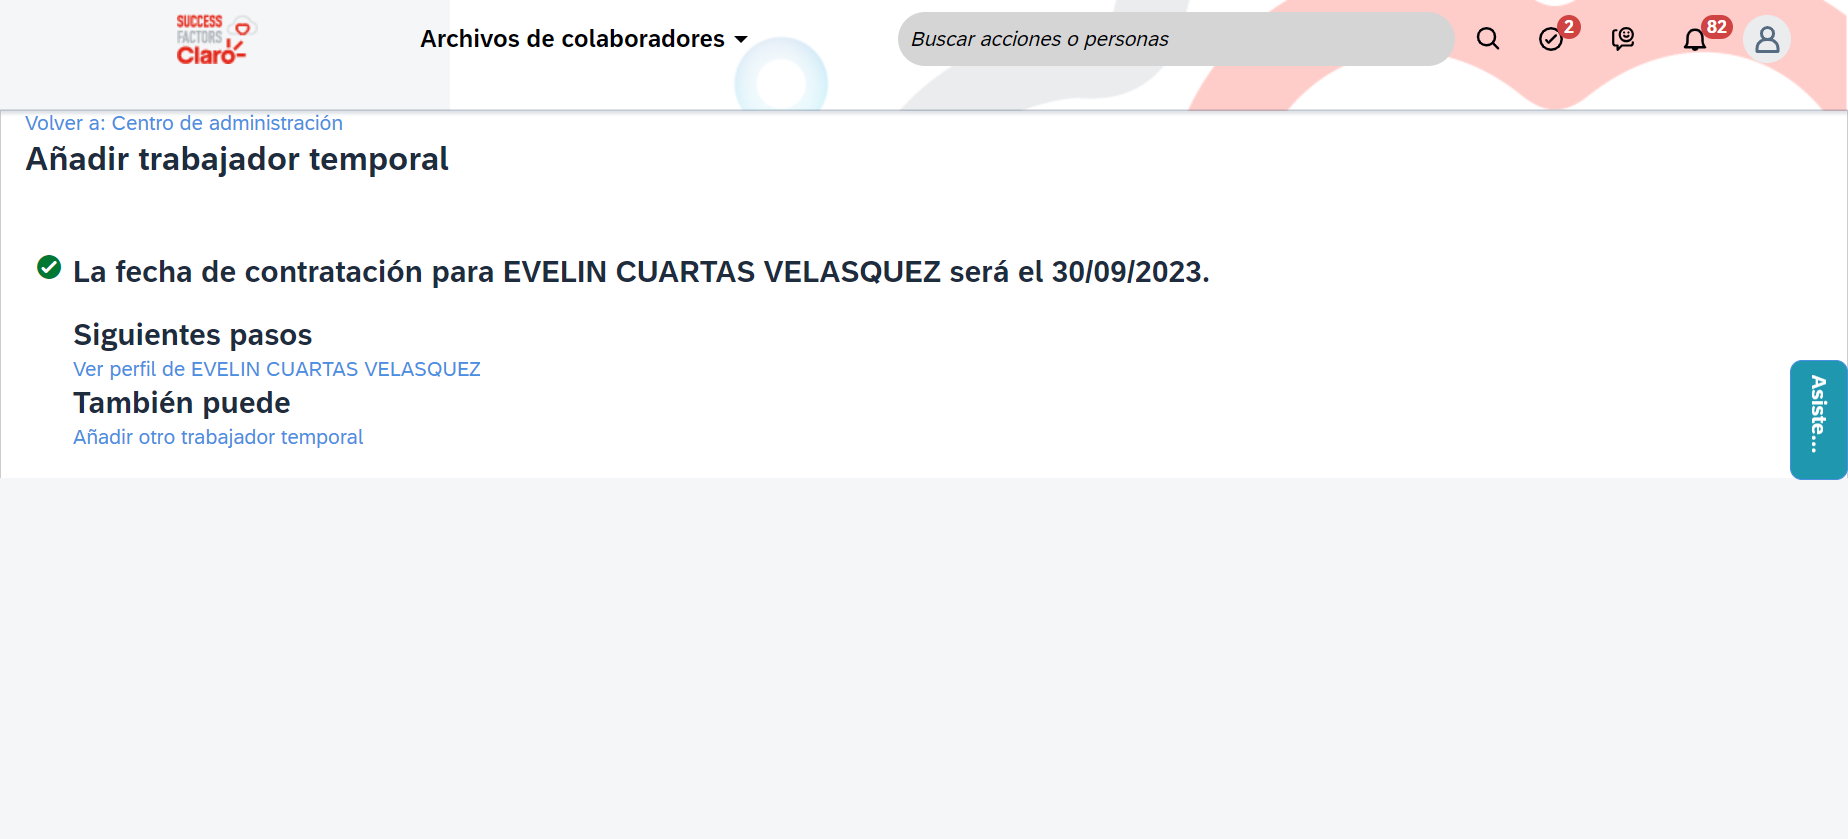 SUCCESS
FACTORS
Claro
Archivos de colaboradores
Buscar acciones o personas
2
82
Volver a: Centro de administración
Añadir trabajador temporal
La fecha de contratación para EVELIN CUARTAS VELASQUEZ será el 30/09/2023.
Siguientes pasos
Ver perfil de EVELIN CUARTAS VELASQUEZ
También puede
Añadir otro trabajador temporal
Asiste...